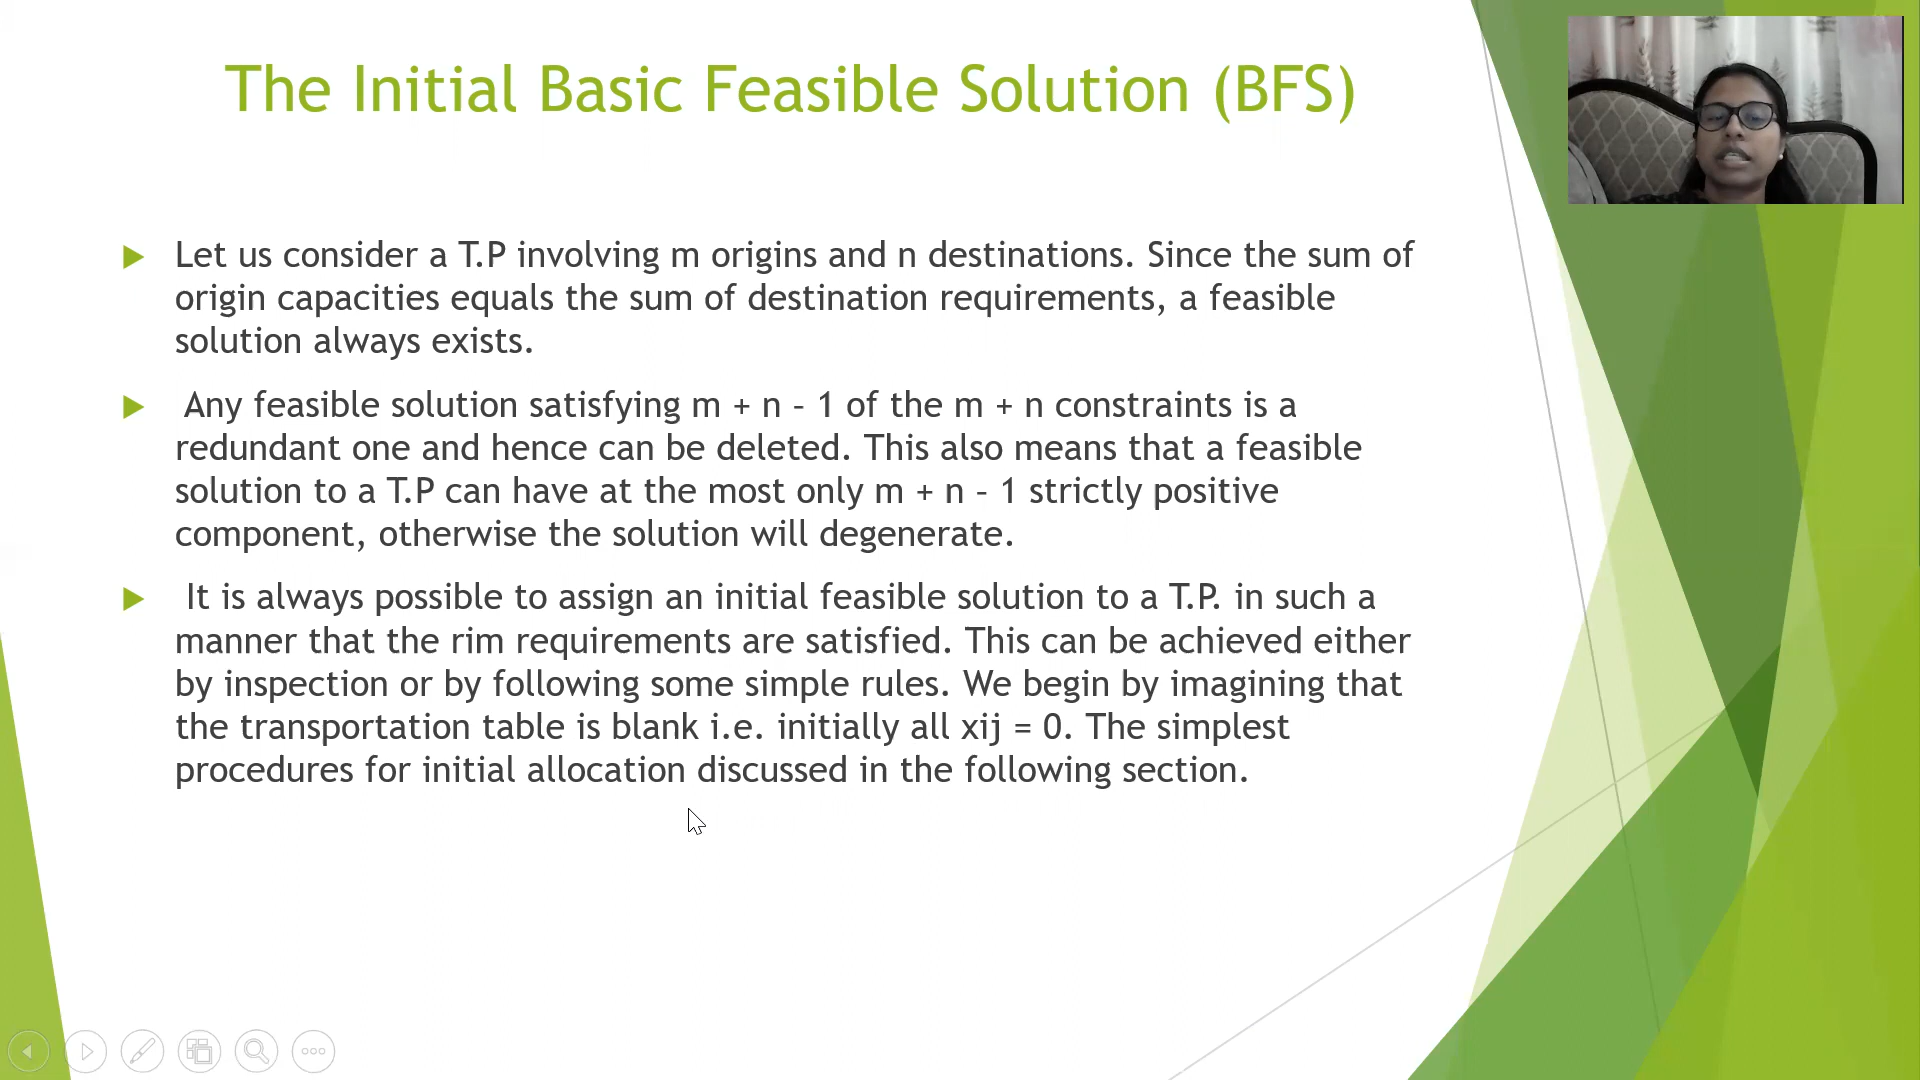 The Initial Basic Feasible Solution (BFS)
Let us consider a T.P involving m origins and n destinations. Since the sum of
origin capacities equals the sum of destination requirements, a feasible
solution always exists.
Any feasible solution satisfying m + n – 1 of the m + n constraints is a
redundant one and hence can be deleted. This also means that a feasible
solution to a T.P can have at the most only m + n – 1 strictly positive
component, otherwise the solution will degenerate.
It is always possible to assign an initial feasible solution to a T.P. in such a
manner that the rim requirements are satisfied. This can be achieved either
by inspection or by following some simple rules. We begin by imagining that
the transportation table is blank i.e. initially all xij = 0. The simplest
procedures for initial allocation discussed in the following section.